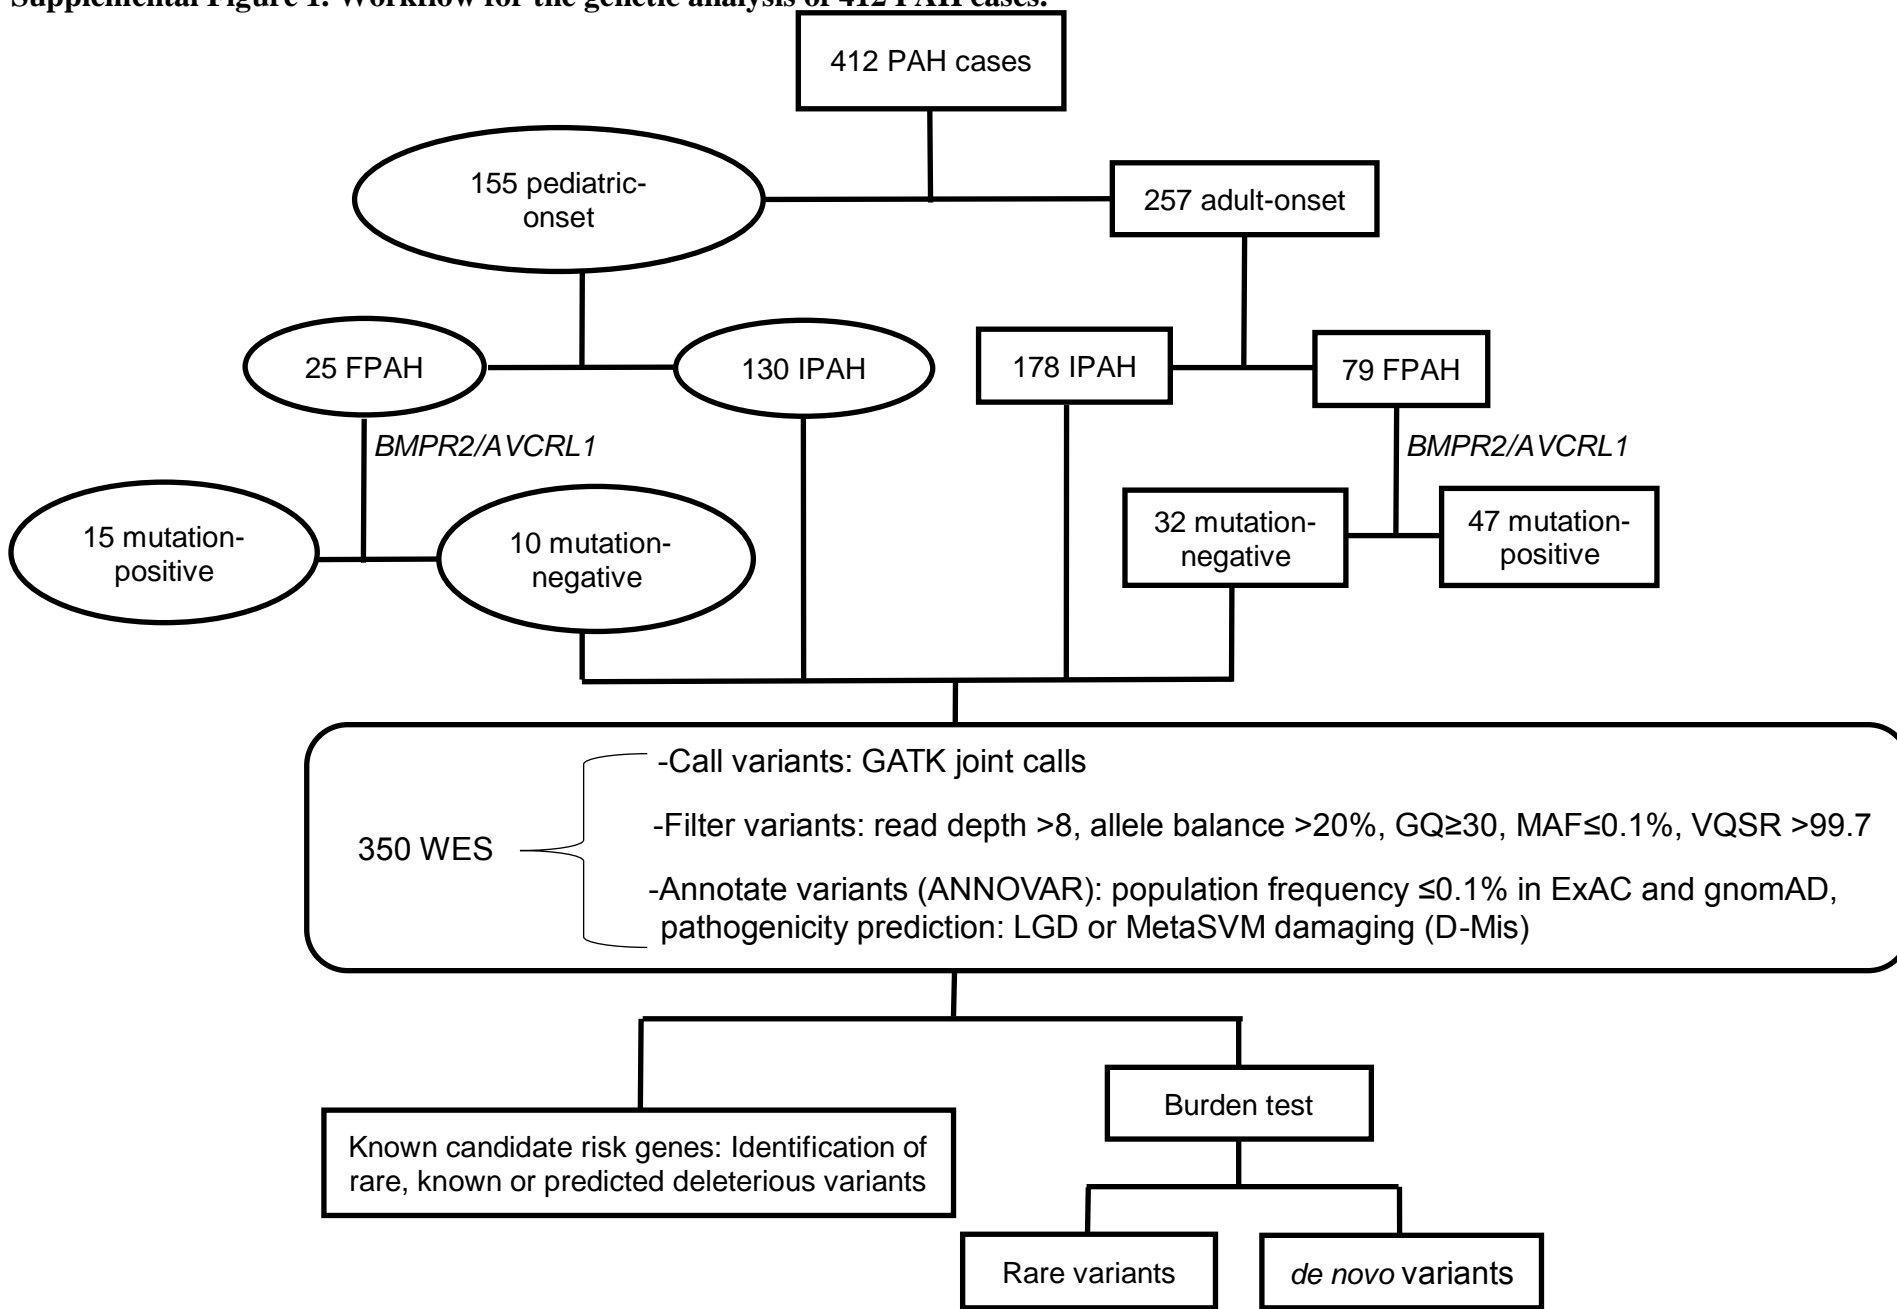 Supplemental Figure 1: Workflow for the genetic analysis of 412 PAH cases.
412 PAH cases
155 pediatric-
onset
257 adult-onset
25 FPAH
130 IPAH
178 IPAH
79 FPAH
BMPR2/AVCRL1
BMPR2/AVCRL1
15 mutation-
positive
10 mutation-
negative
32 mutation-
negative
47 mutation-
positive
350 WES
-Call variants: GATK joint calls
-Filter variants: read depth >8, allele balance >20%, GQ≥30, MAF≤0.1%, VQSR >99.7
-Annotate variants (ANNOVAR): population frequency ≤0.1% in ExAC and gnomAD,
pathogenicity prediction: LGD or MetaSVM damaging (D-Mis)
Known candidate risk genes: Identification of
rare, known or predicted deleterious variants
Burden test
Rare variants
de novo variants